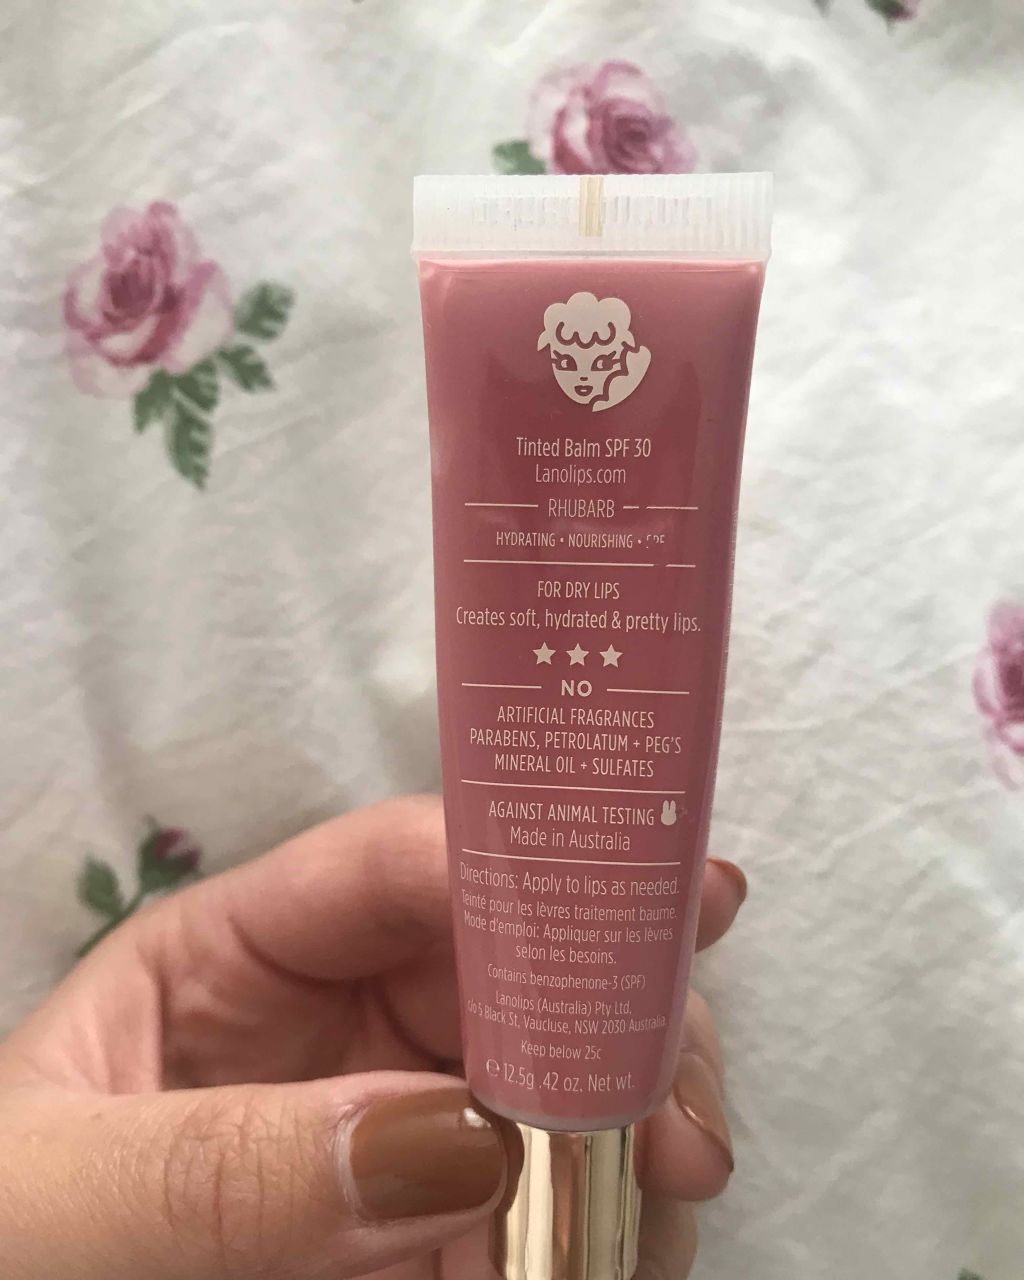 Tinted Balm SPF 30
Lanolips.com
RHUBARB
HYDRATING • NOURISHING • SPF
FOR DRY LIPS
Creates soft, hydrated & pretty lips.
NO
ARTIFICIAL FRAGRANCES
PARABENS, PETROLATUM + PEG'S
MINERAL OIL + SULFATES
AGAINST ANIMAL TESTING
Made in Australia
Directions: Apply to lips as needed.
Teinté pour les lèvres traitement baume.
Mode d'emploi: Appliquer sur les lèvres
selon les besoins.
Contains benzophenone-3 (SPF)
Lanolips (Australia) Pty Ltd.
c/o 5 Black St, Vaucluse, NSW 2030 Australia.
Keep below 25c
℮ 12.5g .42 oz. Net wt.